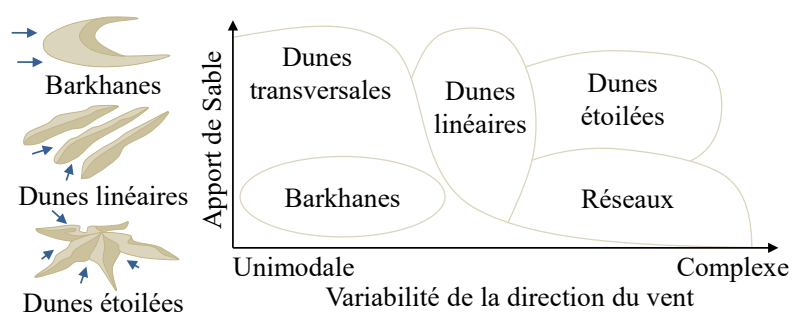 Barkhanes
Dunes linéaires
Dunes étoilées
Apport de Sable
Dunes
transversales
Dunes
linéaires
Dunes
étoilées
Barkhanes
Réseaux
Unimodale
Complexe
Variabilité de la direction du vent